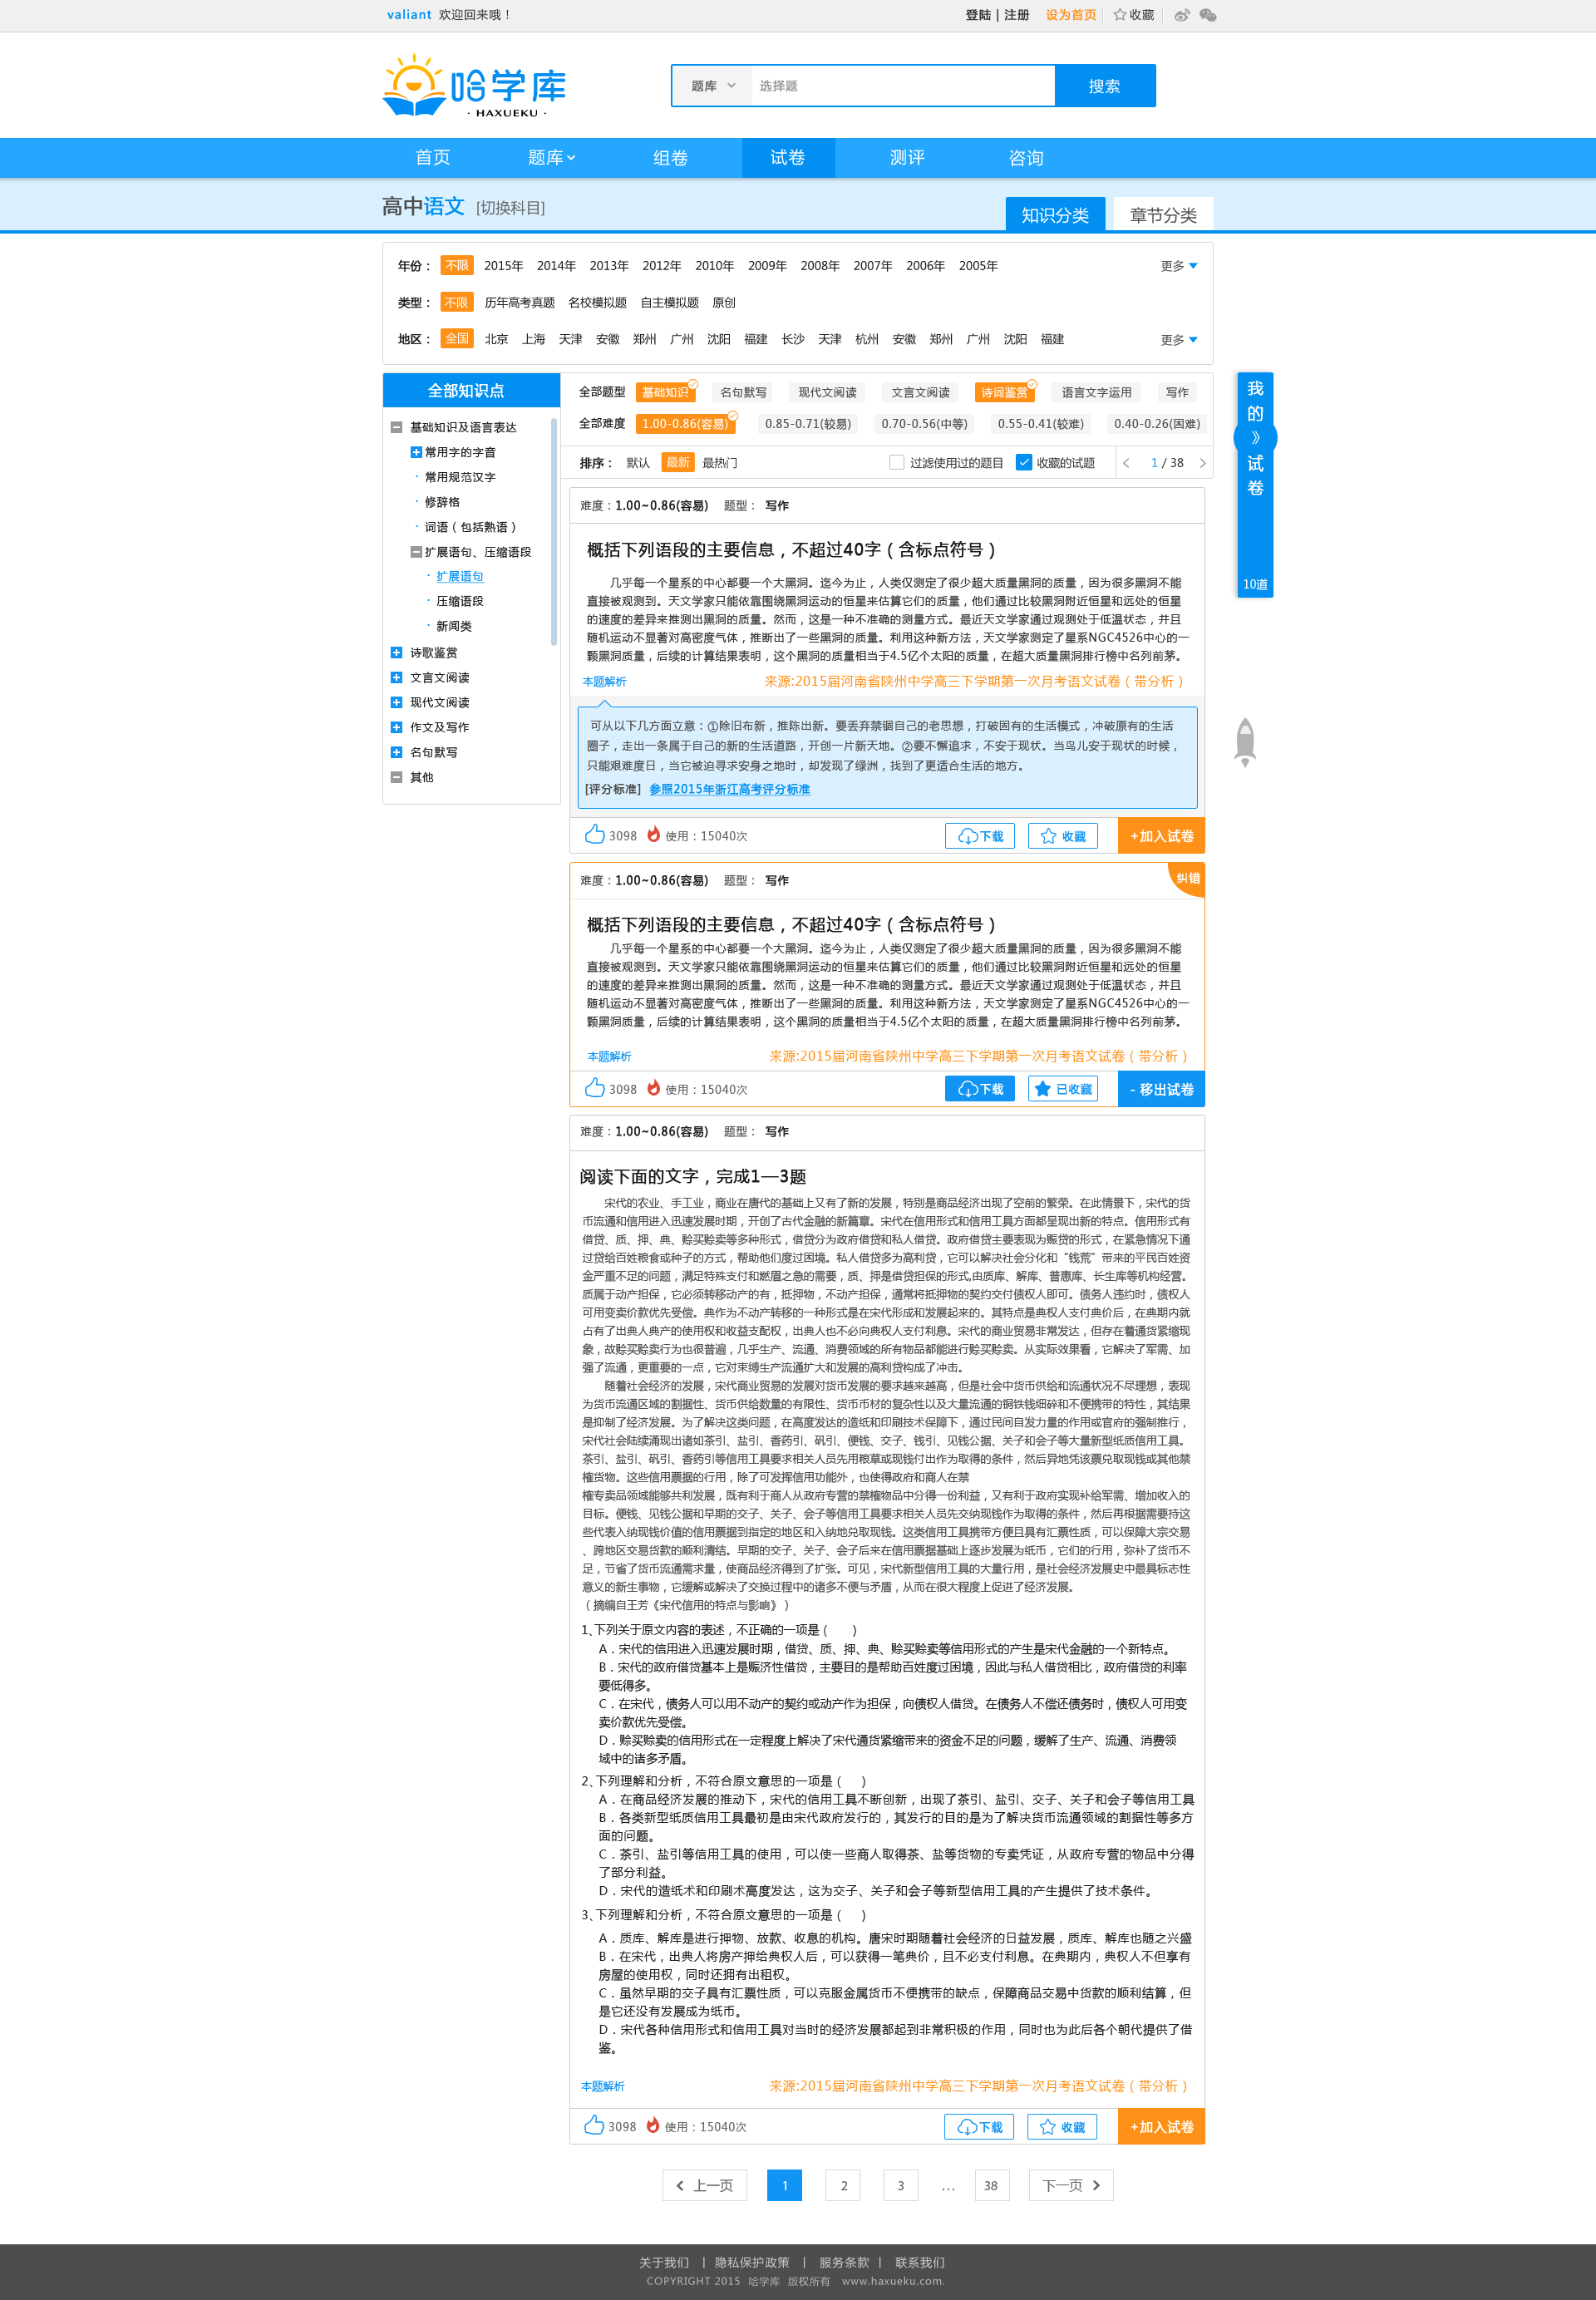 valiant 欢迎回来哦！
登陆 | 注册 设为首页 收藏
哈学库
· HAXUEKU ·
题库 选择题 搜索
首页 题库 组卷 试卷 测评 咨询
高中语文 [切换科目] 知识分类 章节分类
年份： 不限 2015年 2014年 2013年 2012年 2010年 2009年 2008年 2007年 2006年 2005年 更多
类型： 不限 历年高考真题 名校模拟题 自主模拟题 原创
地区： 全国 北京 上海 天津 安徽 郑州 广州 沈阳 福建 长沙 天津 杭州 安徽 郑州 广州 沈阳 福建 更多
全部知识点
基础知识及语言表达
常用字的字音
· 常用规范汉字
· 修辞格
· 词语（包括熟语）
扩展语句、压缩语段
· 扩展语句
· 压缩语段
· 新闻类
诗歌鉴赏
文言文阅读
现代文阅读
作文及写作
名句默写
其他
全部题型 基础知识 名句默写 现代文阅读 文言文阅读 诗词鉴赏 语言文字运用 写作
全部难度 1.00-0.86(容易) 0.85-0.71(较易) 0.70-0.56(中等) 0.55-0.41(较难) 0.40-0.26(困难)
排序： 默认 最新 最热门 过滤使用过的题目 收藏的试题 1 / 38
我
的
》
试
卷
10道
难度：1.00~0.86(容易) 题型： 写作
概括下列语段的主要信息，不超过40字（含标点符号）
几乎每一个星系的中心都要一个大黑洞。迄今为止，人类仅测定了很少超大质量黑洞的质量，因为很多黑洞不能
直接被观测到。天文学家只能依靠围绕黑洞运动的恒星来估算它们的质量，他们通过比较黑洞附近恒星和远处的恒星
的速度的差异来推测出黑洞的质量。然而，这是一种不准确的测量方式。最近天文学家通过观测处于低温状态，并且
随机运动不显著对高密度气体，推断出了一些黑洞的质量。利用这种新方法，天文学家测定了星系NGC4526中心的一
颗黑洞质量，后续的计算结果表明，这个黑洞的质量相当于4.5亿个太阳的质量，在超大质量黑洞排行榜中名列前茅。
本题解析 来源:2015届河南省陕州中学高三下学期第一次月考语文试卷（带分析）
可从以下几方面立意：①除旧布新，推陈出新。要丢弃禁锢自己的老思想，打破固有的生活模式，冲破原有的生活
圈子，走出一条属于自己的新的生活道路，开创一片新天地。②要不懈追求，不安于现状。当鸟儿安于现状的时候，
只能艰难度日，当它被迫寻求安身之地时，却发现了绿洲，找到了更适合生活的地方。
[评分标准] 参照2015年浙江高考评分标准
3098 使用：15040次 下载 收藏 +加入试卷
难度：1.00~0.86(容易) 题型： 写作 纠错
概括下列语段的主要信息，不超过40字（含标点符号）
几乎每一个星系的中心都要一个大黑洞。迄今为止，人类仅测定了很少超大质量黑洞的质量，因为很多黑洞不能
直接被观测到。天文学家只能依靠围绕黑洞运动的恒星来估算它们的质量，他们通过比较黑洞附近恒星和远处的恒星
的速度的差异来推测出黑洞的质量。然而，这是一种不准确的测量方式。最近天文学家通过观测处于低温状态，并且
随机运动不显著对高密度气体，推断出了一些黑洞的质量。利用这种新方法，天文学家测定了星系NGC4526中心的一
颗黑洞质量，后续的计算结果表明，这个黑洞的质量相当于4.5亿个太阳的质量，在超大质量黑洞排行榜中名列前茅。
本题解析 来源:2015届河南省陕州中学高三下学期第一次月考语文试卷（带分析）
3098 使用：15040次 下载 已收藏 - 移出试卷
难度：1.00~0.86(容易) 题型： 写作
阅读下面的文字，完成1—3题
宋代的农业、手工业，商业在唐代的基础上又有了新的发展，特别是商品经济出现了空前的繁荣。在此情景下，宋代的货
币流通和信用进入迅速发展时期，开创了古代金融的新篇章。宋代在信用形式和信用工具方面都呈现出新的特点。信用形式有
借贷、质、押、典、赊买赊卖等多种形式，借贷分为政府借贷和私人借贷。政府借贷主要表现为赈贷的形式，在紧急情况下通
过贷给百姓粮食或种子的方式，帮助他们度过困境。私人借贷多为高利贷，它可以解决社会分化和“钱荒”带来的平民百姓资
金严重不足的问题，满足特殊支付和燃眉之急的需要，质、押是借贷担保的形式,由质库、解库、普惠库、长生库等机构经营。
质属于动产担保，它必须转移动产的有，抵押物，不动产担保，通常将抵押物的契约交付债权人即可。债务人违约时，债权人
可用变卖价款优先受偿。典作为不动产转移的一种形式是在宋代形成和发展起来的。其特点是典权人支付典价后，在典期内就
占有了出典人典产的使用权和收益支配权，出典人也不必向典权人支付利息。宋代的商业贸易非常发达，但存在着通货紧缩现
象，故赊买赊卖行为也很普遍，几乎生产、流通、消费领域的所有物品都能进行赊买赊卖。从实际效果看，它解决了军需、加
强了流通，更重要的一点，它对束缚生产流通扩大和发展的高利贷构成了冲击。
随着社会经济的发展，宋代商业贸易的发展对货币发展的要求越来越高，但是社会中货币供给和流通状况不尽理想，表现
为货币流通区域的割据性、货币供给数量的有限性、货币币材的复杂性以及大量流通的铜铁钱细碎和不便携带的特性，其结果
是抑制了经济发展。为了解决这类问题，在高度发达的造纸和印刷技术保障下，通过民间自发力量的作用或官府的强制推行，
宋代社会陆续涌现出诸如茶引、盐引、香药引、矾引、便钱、交子、钱引、见钱公据、关子和会子等大量新型纸质信用工具。
茶引、盐引、矾引、香药引等信用工具要求相关人员先用粮草或现钱付出作为取得的条件，然后异地凭该票兑取现钱或其他禁
榷货物。这些信用票据的行用，除了可发挥信用功能外，也使得政府和商人在禁
榷专卖品领域能够共利发展，既有利于商人从政府专营的禁榷物品中分得一份利益，又有利于政府实现补给军需、增加收入的
目标。便钱、见钱公据和早期的交子、关子、会子等信用工具要求相关人员先交纳现钱作为取得的条件，然后再根据需要持这
些代表入纳现钱价值的信用票据到指定的地区和入纳地兑取现钱。这类信用工具携带方便且具有汇票性质，可以保障大宗交易
、跨地区交易货款的顺利清结。早期的交子、关子、会子后来在信用票据基础上逐步发展为纸币，它们的行用，弥补了货币不
足，节省了货币流通需求量，使商品经济得到了扩张。可见，宋代新型信用工具的大量行用，是社会经济发展史中最具标志性
意义的新生事物，它缓解或解决了交换过程中的诸多不便与矛盾，从而在很大程度上促进了经济发展。
（摘编自王芳《宋代信用的特点与影响》）
1､下列关于原文内容的表述，不正确的一项是（ ）
A．宋代的信用进入迅速发展时期，借贷、质、押、典、赊买赊卖等信用形式的产生是宋代金融的一个新特点。
B．宋代的政府借贷基本上是赈济性借贷，主要目的是帮助百姓度过困境，因此与私人借贷相比，政府借贷的利率
要低得多。
C．在宋代，债务人可以用不动产的契约或动产作为担保，向债权人借贷。在债务人不偿还债务时，债权人可用变
卖价款优先受偿。
D．赊买赊卖的信用形式在一定程度上解决了宋代通货紧缩带来的资金不足的问题，缓解了生产、流通、消费领
域中的诸多矛盾。
2､下列理解和分析，不符合原文意思的一项是（ ）
A．在商品经济发展的推动下，宋代的信用工具不断创新，出现了茶引、盐引、交子、关子和会子等信用工具
B．各类新型纸质信用工具最初是由宋代政府发行的，其发行的目的是为了解决货币流通领域的割据性等多方
面的问题。
C．茶引、盐引等信用工具的使用，可以使一些商人取得茶、盐等货物的专卖凭证，从政府专营的物品中分得
了部分利益。
D．宋代的造纸术和印刷术高度发达，这为交子、关子和会子等新型信用工具的产生提供了技术条件。
3､下列理解和分析，不符合原文意思的一项是（ ）
A．质库、解库是进行押物、放款、收息的机构。唐宋时期随着社会经济的日益发展，质库、解库也随之兴盛
B．在宋代，出典人将房产押给典权人后，可以获得一笔典价，且不必支付利息。在典期内，典权人不但享有
房屋的使用权，同时还拥有出租权。
C．虽然早期的交子具有汇票性质，可以克服金属货币不便携带的缺点，保障商品交易中货款的顺利结算，但
是它还没有发展成为纸币。
D．宋代各种信用形式和信用工具对当时的经济发展都起到非常积极的作用，同时也为此后各个朝代提供了借
鉴。
本题解析 来源:2015届河南省陕州中学高三下学期第一次月考语文试卷（带分析）
3098 使用：15040次 下载 收藏 +加入试卷
上一页 1 2 3 … 38 下一页
关于我们 | 隐私保护政策 | 服务条款 | 联系我们
COPYRIGHT 2015 哈学库 版权所有 www.haxueku.com.